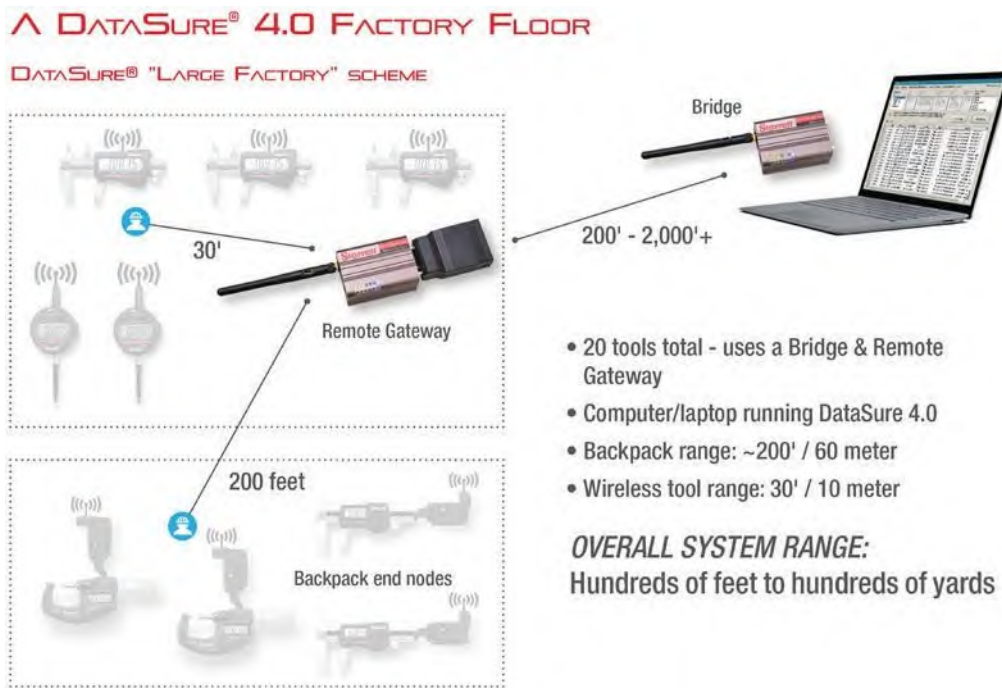 A DATASURE® 4.0 FACTORY FLOOR
DATASURE® "LARGE FACTORY" SCHEME
Bridge
Starrett
200' - 2,000'+
30'
Starrett
Remote Gateway
• 20 tools total - uses a Bridge & Remote
Gateway
• Computer/laptop running DataSure 4.0
• Backpack range: ~200' / 60 meter
• Wireless tool range: 30' / 10 meter
200 feet
Backpack end nodes
OVERALL SYSTEM RANGE:
Hundreds of feet to hundreds of yards